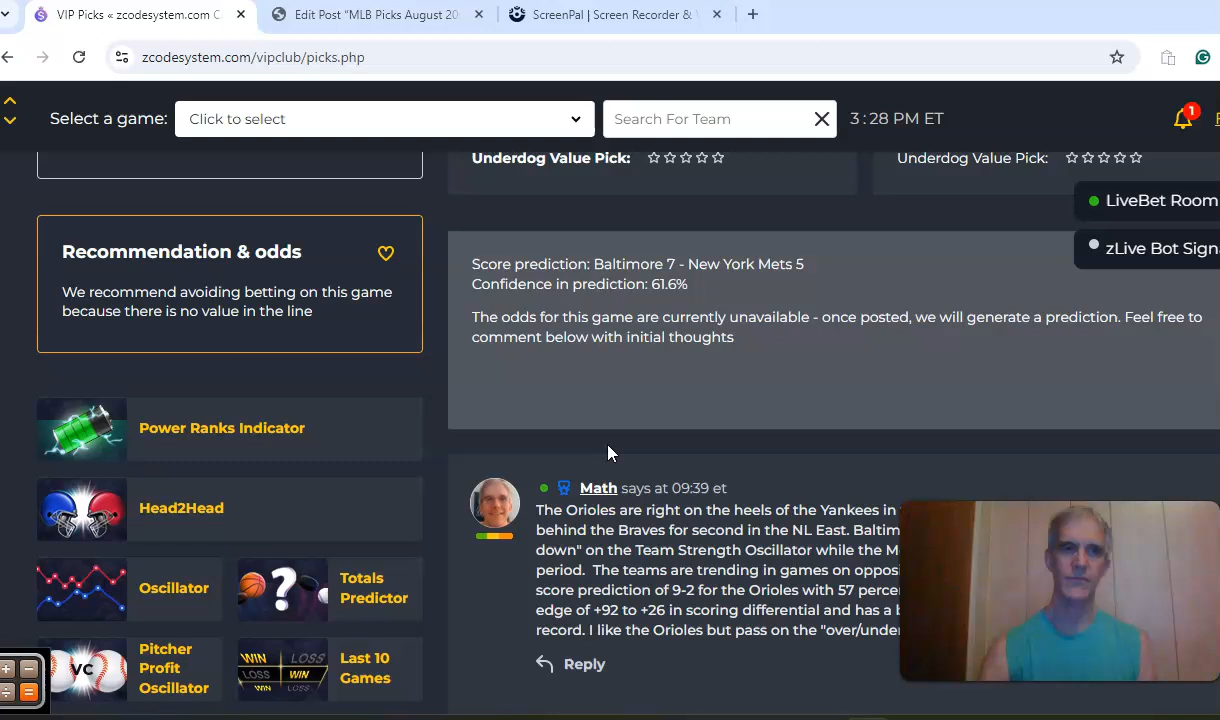 VIP Picks « zcodesystem.com C
Edit Post "MLB Picks August 20
ScreenPal | Screen Recorder &
zcodesystem.com/vipclub/picks.php
Select a game:
Click to select
Search For Team
3:28 PM ET
1
Underdog Value Pick:
Underdog Value Pick:
LiveBet Room
zLive Bot Sign
Recommendation & odds
We recommend avoiding betting on this game
because there is no value in the line
Score prediction: Baltimore 7 - New York Mets 5
Confidence in prediction: 61.6%
The odds for this game are currently unavailable - once posted, we will generate a prediction. Feel free to
comment below with initial thoughts
Power Ranks Indicator
Head2Head
Oscillator
Totals
Predictor
Pitcher
Profit
Oscillator
VC
WIN LOSS
LOSS WIN
WIN LOSS
Last 10
Games
Math says at 09:39 et
The Orioles are right on the heels of the Yankees in
behind the Braves for second in the NL East. Baltim
down" on the Team Strength Oscillator while the M
period. The teams are trending in games on opposi
score prediction of 9-2 for the Orioles with 57 perce
edge of +92 to +26 in scoring differential and has a b
record. I like the Orioles but pass on the "over/unde
Reply